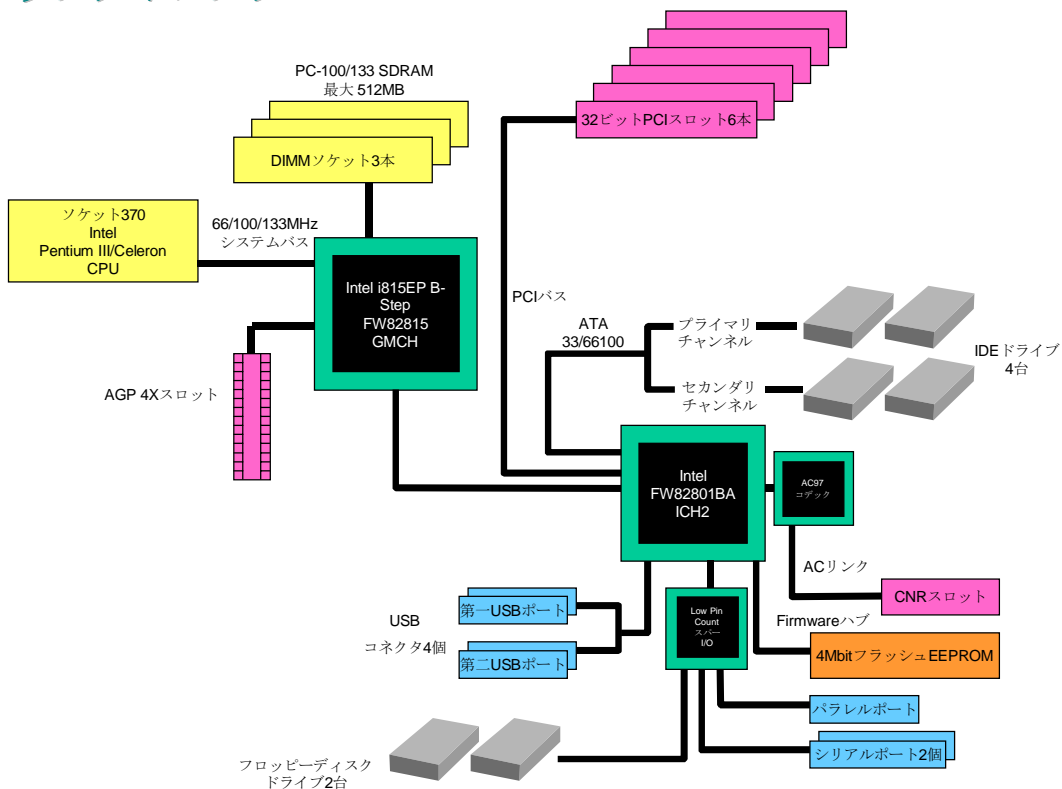 PC-100/133 SDRAM
最大 512MB
DIMMソケット3本
32ビットPCIスロット6本
ソケット370
Intel
Pentium III/Celeron
CPU
66/100/133MHz
システムバス
Intel i815EP B-
Step
FW82815
GMCH
PCIバス
ATA
33/66100
プライマリ
チャンネル
セカンダリ
チャンネル
IDEドライブ
4台
AGP 4Xスロット
Intel
FW82801BA
ICH2
AC97
コデック
ACリンク
CNRスロット
USB
コネクタ4個
第一USBポート
第二USBポート
Low Pin
Count
スパー
I/O
Firmwareハブ
4MbitフラッシュEEPROM
パラレルポート
シリアルポート2個
フロッピーディスク
ドライブ2台